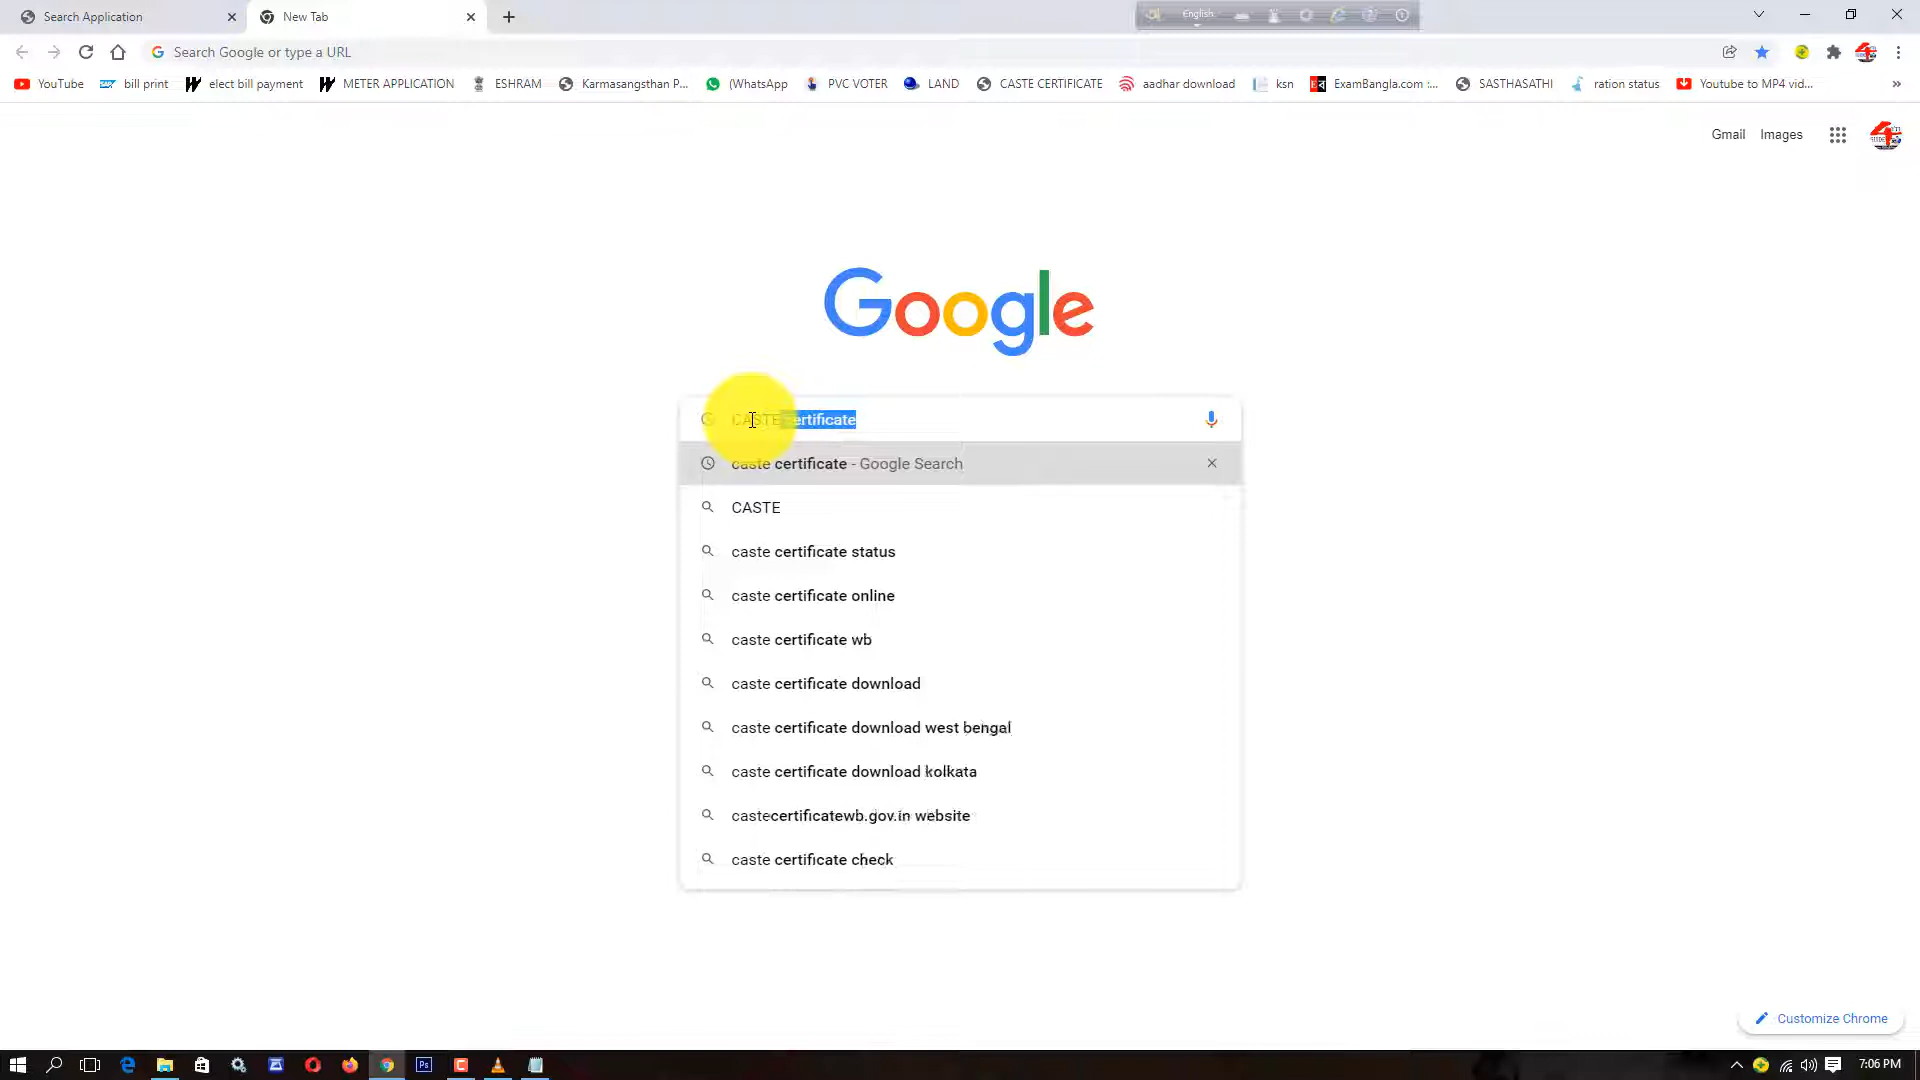 Search Application
New Tab
English
Search Google or type a URL
YouTube
bill print
elect bill payment
METER APPLICATION
ESHRAM
Karmasangsthan P...
(WhatsApp
PVC VOTER
LAND
CASTE CERTIFICATE
aadhar download
ksn
ExamBangla.com :...
SASTHASATHI
ration status
Youtube to MP4 vid...
»
Gmail
Images
Google
CASTE certificate
caste certificate - Google Search
CASTE
caste certificate status
caste certificate online
caste certificate wb
caste certificate download
caste certificate download west bengal
caste certificate download kolkata
castecertificatewb.gov.in website
caste certificate check
Customize Chrome
Ps
7:06 PM